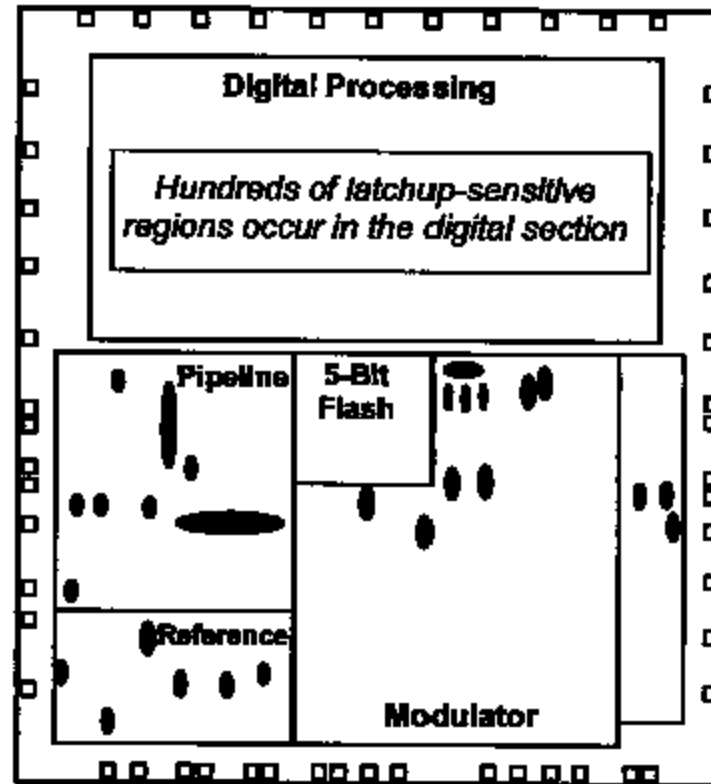 Digital Processing
Hundreds of latchup-sensitive
regions occur in the digital section
Pipeline
5-Bit
Flash
Reference
Modulator